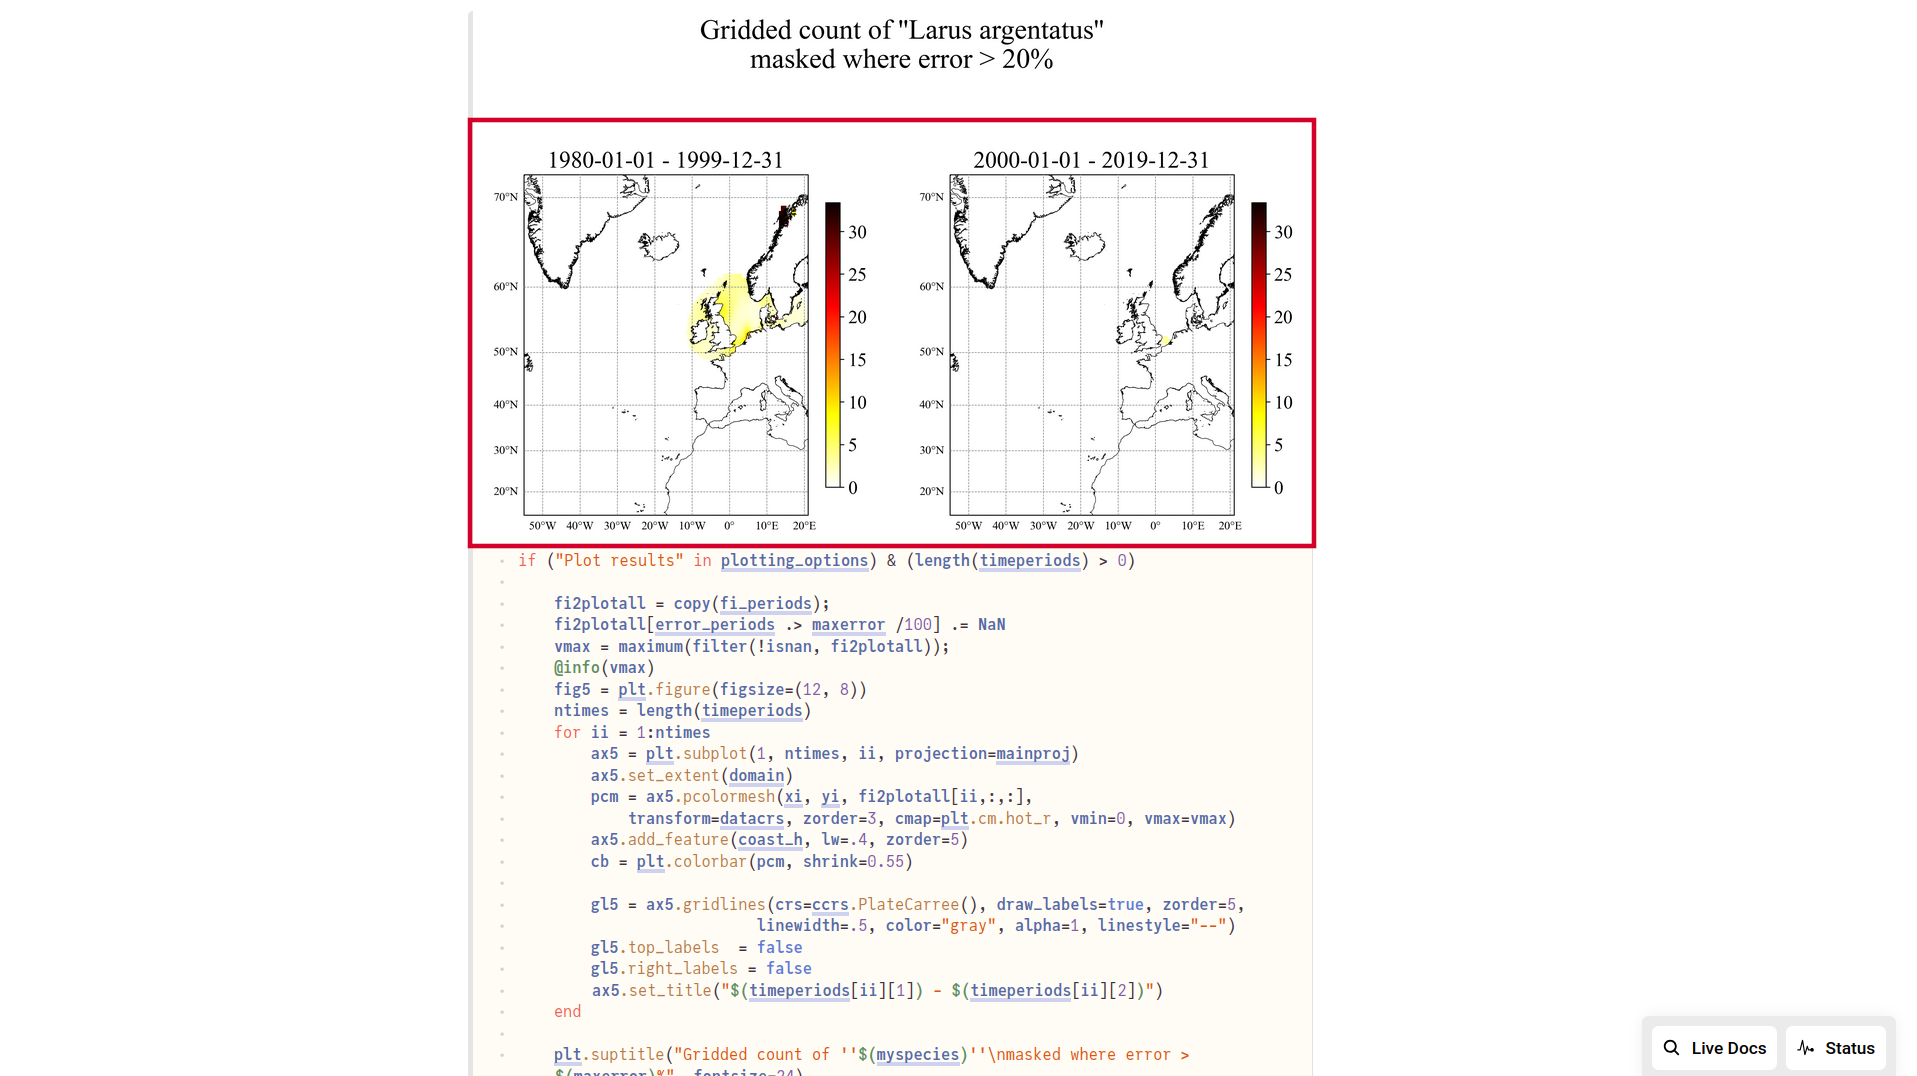 Gridded count of "Larus argentatus"
masked where error > 20%
1980-01-01 - 1999-12-31
70°N
60°N
50°N
40°N
30°N
20°N
50°W 40°W 30°W 20°W 10°W 0° 10°E 20°E
30
25
20
15
10
5
0
2000-01-01 - 2019-12-31
70°N
60°N
50°N
40°N
30°N
20°N
50°W 40°W 30°W 20°W 10°W 0° 10°E 20°E
30
25
20
15
10
5
0
if ("Plot results" in plotting_options) & (length(timeperiods) > 0)
fi2plotall = copy(fi_periods);
fi2plotall[error_periods .> maxerror /100] .= NaN
vmax = maximum(filter(!isnan, fi2plotall));
@info(vmax)
fig5 = plt.figure(figsize=(12, 8))
ntimes = length(timeperiods)
for ii = 1:ntimes
ax5 = plt.subplot(1, ntimes, ii, projection=mainproj)
ax5.set_extent(domain)
pcm = ax5.pcolormesh(xi, yi, fi2plotall[ii,:,:],
transform=datacrs, zorder=3, cmap=plt.cm.hot_r, vmin=0, vmax=vmax)
ax5.add_feature(coast_h, lw=.4, zorder=5)
cb = plt.colorbar(pcm, shrink=0.55)
gl5 = ax5.gridlines(crs=ccrs.PlateCarree(), draw_labels=true, zorder=5,
linewidth=.5, color="gray", alpha=1, linestyle="--")
gl5.top_labels  = false
gl5.right_labels = false
ax5.set_title("$(timeperiods[ii][1]) - $(timeperiods[ii][2])")
end
plt.suptitle("Gridded count of ''$(myspecies)''\nmasked where error >
$(maxerror)%", fontsize=24)
Live Docs
Status